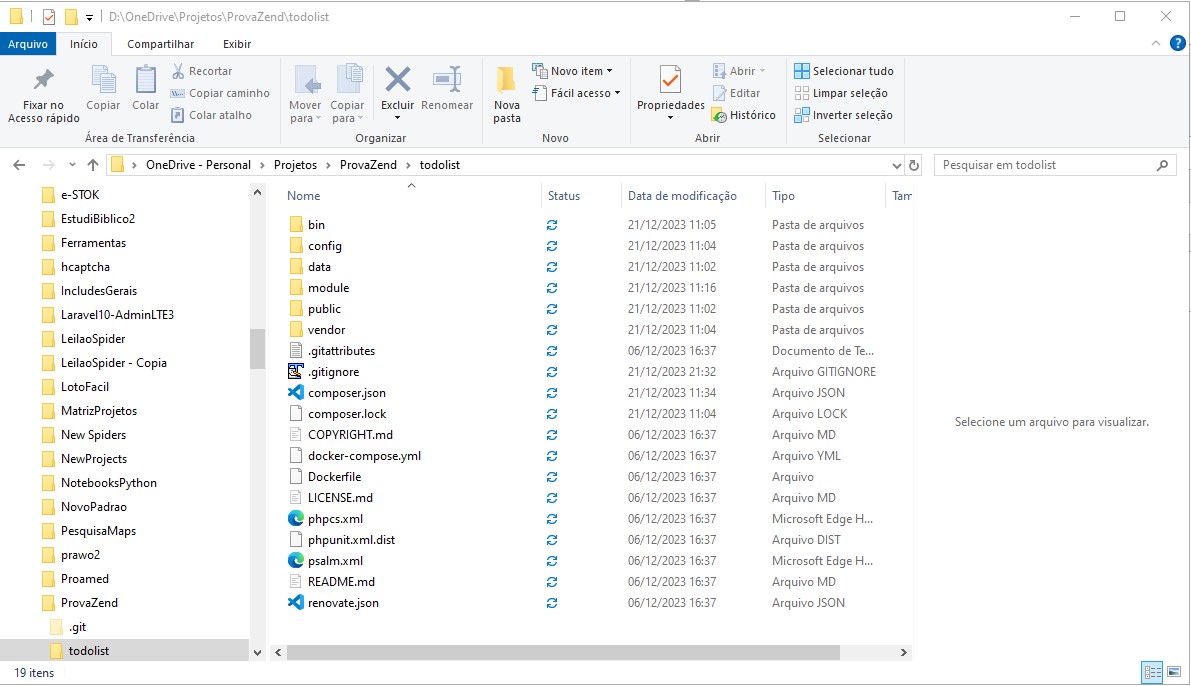 D:\OneDrive\Projetos\ProvaZend\todolist
Arquivo Início Compartilhar Exibir
Fixar no Acesso rápido
Copiar
Colar
Recortar
Copiar caminho
Colar atalho
Área de Transferência
Mover para
Copiar para
Excluir
Renomear
Organizar
Nova pasta
Novo item
Fácil acesso
Novo
Propriedades
Abrir
Editar
Histórico
Abrir
Selecionar tudo
Limpar seleção
Inverter seleção
Selecionar
OneDrive - Personal > Projetos > ProvaZend > todolist
Pesquisar em todolist
e-STOK
EstudiBiblico2
Ferramentas
hcaptcha
IncludesGerais
Laravel10-AdminLTE3
LeilaoSpider
LeilaoSpider - Copia
LotoFacil
MatrizProjetos
New Spiders
NewProjects
NotebooksPython
NovoPadrao
PesquisaMaps
prawo2
Proamed
ProvaZend
.git
todolist
Nome Status Data de modificação Tipo Tam
bin 21/12/2023 11:05 Pasta de arquivos
config 21/12/2023 11:04 Pasta de arquivos
data 21/12/2023 11:02 Pasta de arquivos
module 21/12/2023 11:16 Pasta de arquivos
public 21/12/2023 11:02 Pasta de arquivos
vendor 21/12/2023 11:04 Pasta de arquivos
.gitattributes 06/12/2023 16:37 Documento de Te...
.gitignore 21/12/2023 21:32 Arquivo GITIGNORE
composer.json 21/12/2023 11:34 Arquivo JSON
composer.lock 21/12/2023 11:04 Arquivo LOCK
COPYRIGHT.md 06/12/2023 16:37 Arquivo MD
docker-compose.yml 06/12/2023 16:37 Arquivo YML
Dockerfile 06/12/2023 16:37 Arquivo
LICENSE.md 06/12/2023 16:37 Arquivo MD
phpcs.xml 06/12/2023 16:37 Microsoft Edge H...
phpunit.xml.dist 06/12/2023 16:37 Arquivo DIST
psalm.xml 06/12/2023 16:37 Microsoft Edge H...
README.md 06/12/2023 16:37 Arquivo MD
renovate.json 06/12/2023 16:37 Arquivo JSON
Selecione um arquivo para visualizar.
19 itens